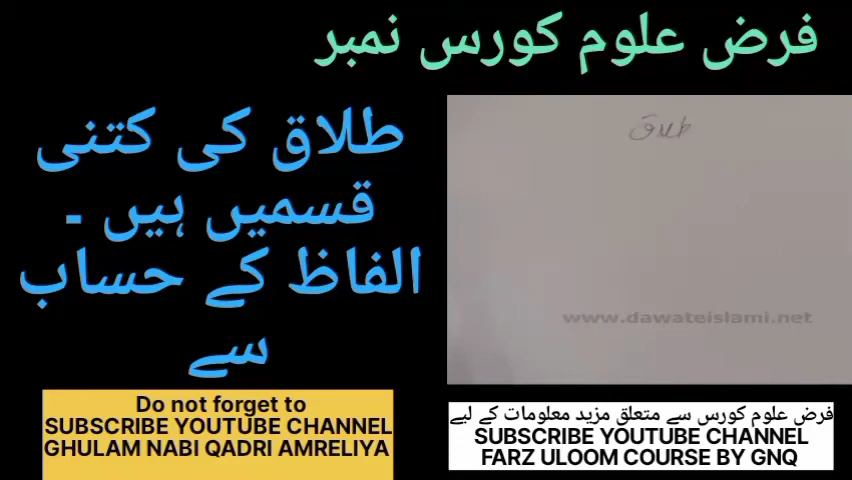 فرض علوم کورس نمبر
طلاق کی کتنی
قسمیں ہیں ۔
الفاظ کے حساب
سے
طلاق
www.dawateislami.net
Do not forget to
SUBSCRIBE YOUTUBE CHANNEL
GHULAM NABI QADRI AMRELIYA
فرض علوم کورس سے متعلق مزید معلومات کے لیے
SUBSCRIBE YOUTUBE CHANNEL
FARZ ULOOM COURSE BY GNQ